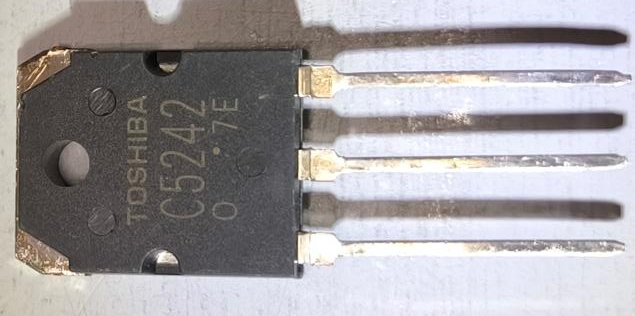 TOSHIBA
C5242
O • 7E